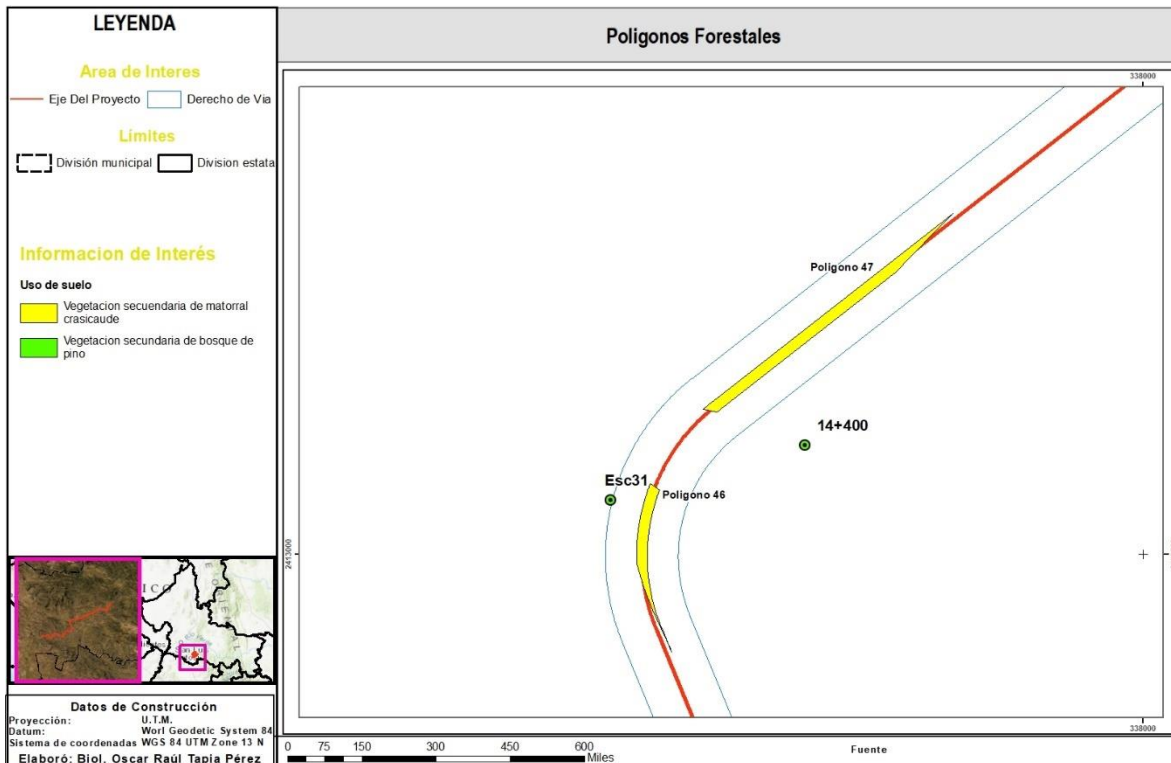 LEYENDA
Area de Interes
Eje Del Proyecto
Derecho de Via
Límites
División municipal
Division estata
Informacion de Interés
Uso de suelo
Vegetacion secuendaria de matorral
crasicaude
Vegetacion secundaria de bosque de
pino
Datos de Construcción
Proyección: U.T.M.
Datum: Worl Geodetic System 84
Sistema de coordenadas WGS 84 UTM Zone 13 N
Elaboró: Biol. Oscar Raúl Tapia Pérez
Poligonos Forestales
338000
Poligono 47
14+400
Esc31
Poligono 46
2413000
338000
0 75 150 300 450 600
Miles
Fuente